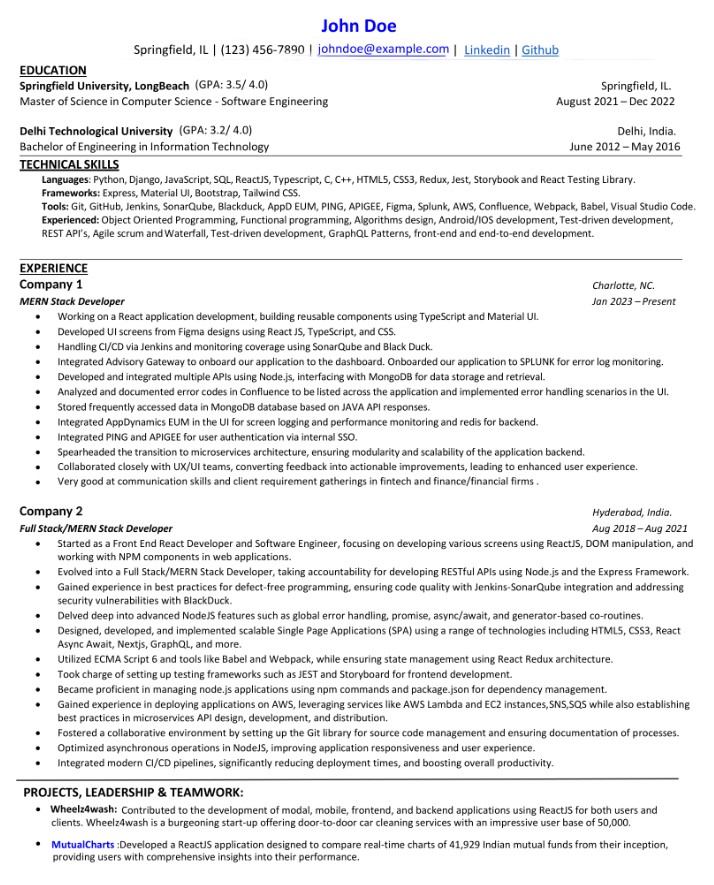 John Doe
Springfield, IL | (123) 456-7890 | johndoe@example.com | Linkedin | Github
EDUCATION
Springfield University, LongBeach (GPA: 3.5/ 4.0) Springfield, IL.
Master of Science in Computer Science - Software Engineering August 2021 – Dec 2022
Delhi Technological University (GPA: 3.2/ 4.0) Delhi, India.
Bachelor of Engineering in Information Technology June 2012 – May 2016
TECHNICAL SKILLS
Languages: Python, Django, JavaScript, SQL, ReactJS, Typescript, C, C++, HTML5, CSS3, Redux, Jest, Storybook and React Testing Library.
Frameworks: Express, Material UI, Bootstrap, Tailwind CSS.
Tools: Git, GitHub, Jenkins, SonarQube, Blackduck, AppD EUM, PING, APIGEE, Figma, Splunk, AWS, Confluence, Webpack, Babel, Visual Studio Code.
Experienced: Object Oriented Programming, Functional programming, Algorithms design, Android/IOS development, Test-driven development,
REST API's, Agile scrum and Waterfall, Test-driven development, GraphQL Patterns, front-end and end-to-end development.
EXPERIENCE
Company 1 Charlotte, NC.
MERN Stack Developer Jan 2023 – Present
• Working on a React application development, building reusable components using TypeScript and Material UI.
• Developed UI screens from Figma designs using React JS, TypeScript, and CSS.
• Handling CI/CD via Jenkins and monitoring coverage using SonarQube and Black Duck.
• Integrated Advisory Gateway to onboard our application to the dashboard. Onboarded our application to SPLUNK for error log monitoring.
• Developed and integrated multiple APIs using Node.js, interfacing with MongoDB for data storage and retrieval.
• Analyzed and documented error codes in Confluence to be listed across the application and implemented error handling scenarios in the UI.
• Stored frequently accessed data in MongoDB database based on JAVA API responses.
• Integrated AppDynamics EUM in the UI for screen logging and performance monitoring and redis for backend.
• Integrated PING and APIGEE for user authentication via internal SSO.
• Spearheaded the transition to microservices architecture, ensuring modularity and scalability of the application backend.
• Collaborated closely with UX/UI teams, converting feedback into actionable improvements, leading to enhanced user experience.
• Very good at communication skills and client requirement gatherings in fintech and finance/financial firms .
Company 2 Hyderabad, India.
Full Stack/MERN Stack Developer Aug 2018 – Aug 2021
• Started as a Front End React Developer and Software Engineer, focusing on developing various screens using ReactJS, DOM manipulation, and
working with NPM components in web applications.
• Evolved into a Full Stack/MERN Stack Developer, taking accountability for developing RESTful APIs using Node.js and the Express Framework.
• Gained experience in best practices for defect-free programming, ensuring code quality with Jenkins-SonarQube integration and addressing
security vulnerabilities with BlackDuck.
• Delved deep into advanced NodeJS features such as global error handling, promise, async/await, and generator-based co-routines.
• Designed, developed, and implemented scalable Single Page Applications (SPA) using a range of technologies including HTML5, CSS3, React
Async Await, Nextjs, GraphQL, and more.
• Utilized ECMA Script 6 and tools like Babel and Webpack, while ensuring state management using React Redux architecture.
• Took charge of setting up testing frameworks such as JEST and Storyboard for frontend development.
• Became proficient in managing node.js applications using npm commands and package.json for dependency management.
• Gained experience in deploying applications on AWS, leveraging services like AWS Lambda and EC2 instances,SNS,SQS while also establishing
best practices in microservices API design, development, and distribution.
• Fostered a collaborative environment by setting up the Git library for source code management and ensuring documentation of processes.
• Optimized asynchronous operations in NodeJS, improving application responsiveness and user experience.
• Integrated modern CI/CD pipelines, significantly reducing deployment times, and boosting overall productivity.
PROJECTS, LEADERSHIP & TEAMWORK:
• Wheelz4wash: Contributed to the development of modal, mobile, frontend, and backend applications using ReactJS for both users and
clients. Wheelz4wash is a burgeoning start-up offering door-to-door car cleaning services with an impressive user base of 50,000.
• MutualCharts :Developed a ReactJS application designed to compare real-time charts of 41,929 Indian mutual funds from their inception,
providing users with comprehensive insights into their performance.